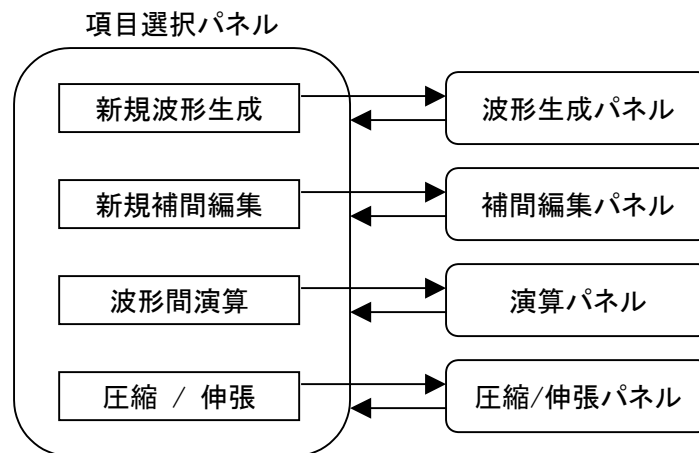 項目選択パネル
新規波形生成
波形生成パネル
新規補間編集
補間編集パネル
波形間演算
演算パネル
圧縮 / 伸張
圧縮/伸張パネル